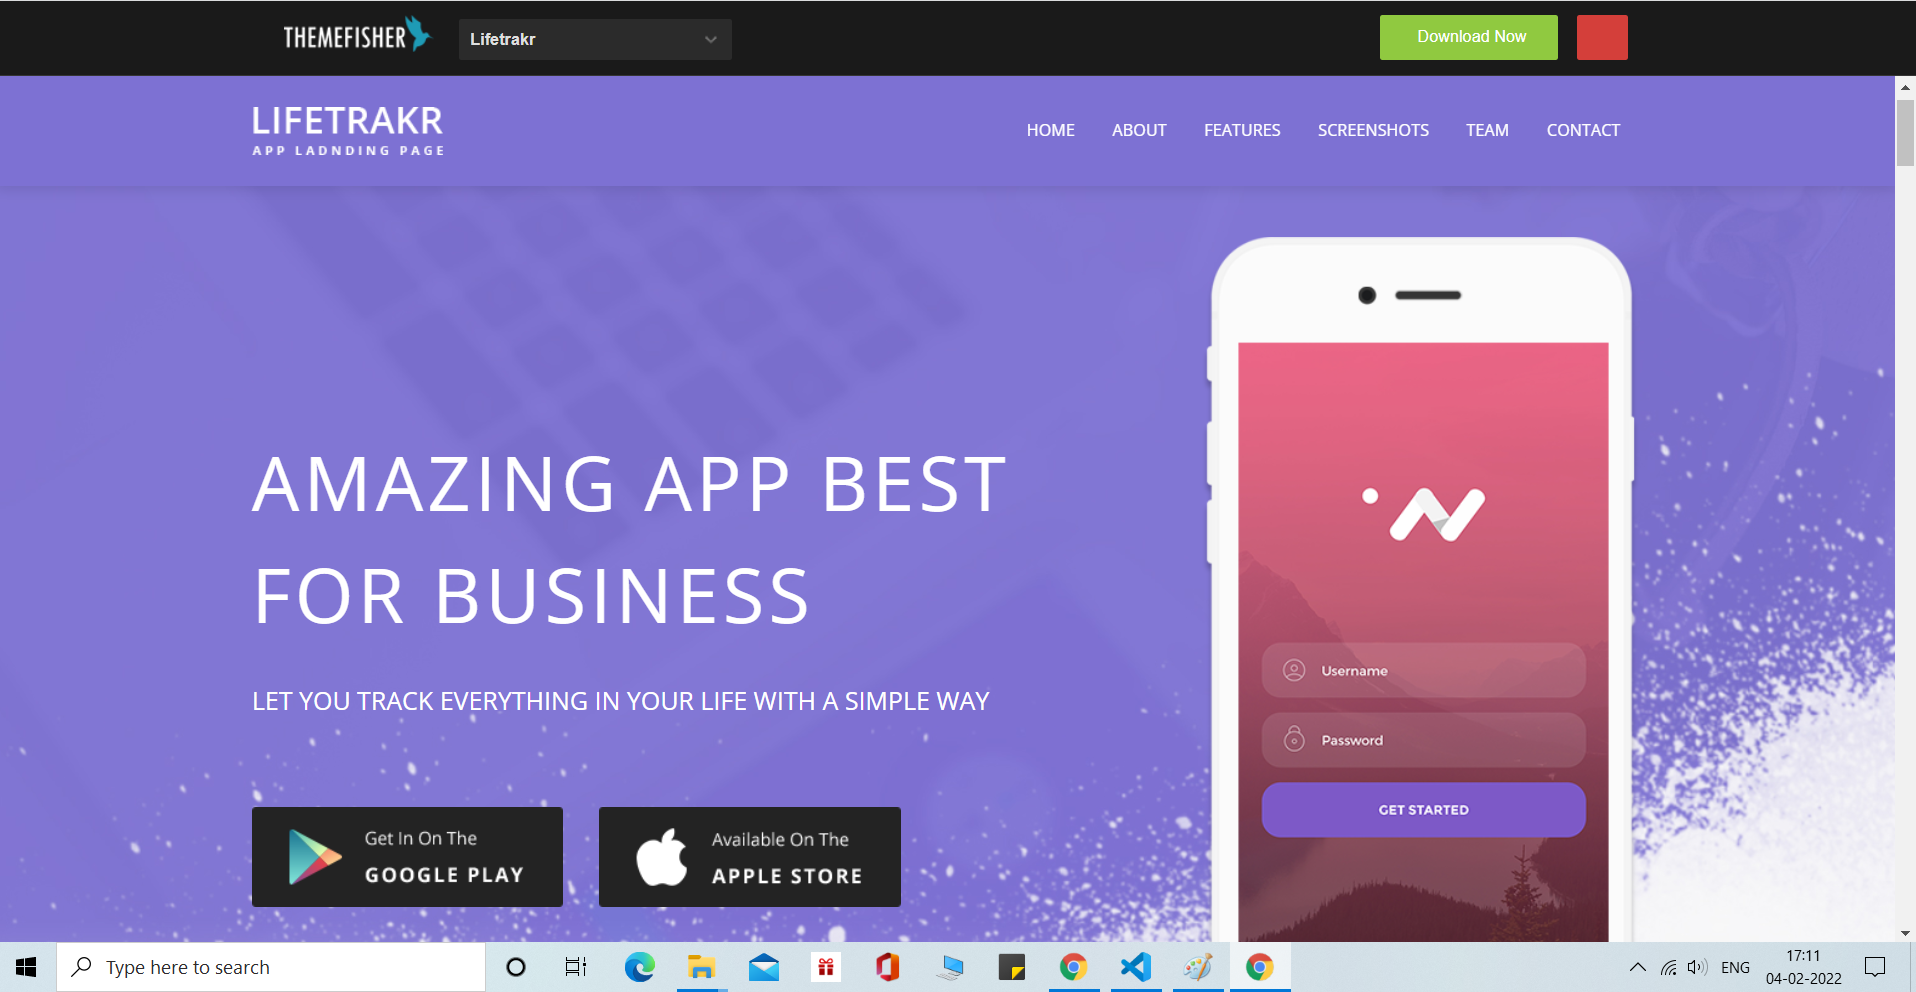 THEMEFISHER
Lifetrakr
Download Now
LIFETRAKR
APP LADNDING PAGE
HOME ABOUT FEATURES SCREENSHOTS TEAM CONTACT
AMAZING APP BEST
FOR BUSINESS
LET YOU TRACK EVERYTHING IN YOUR LIFE WITH A SIMPLE WAY
Get In On The
GOOGLE PLAY
Available On The
APPLE STORE
Username
Password
GET STARTED
Type here to search
ENG
17:11
04-02-2022